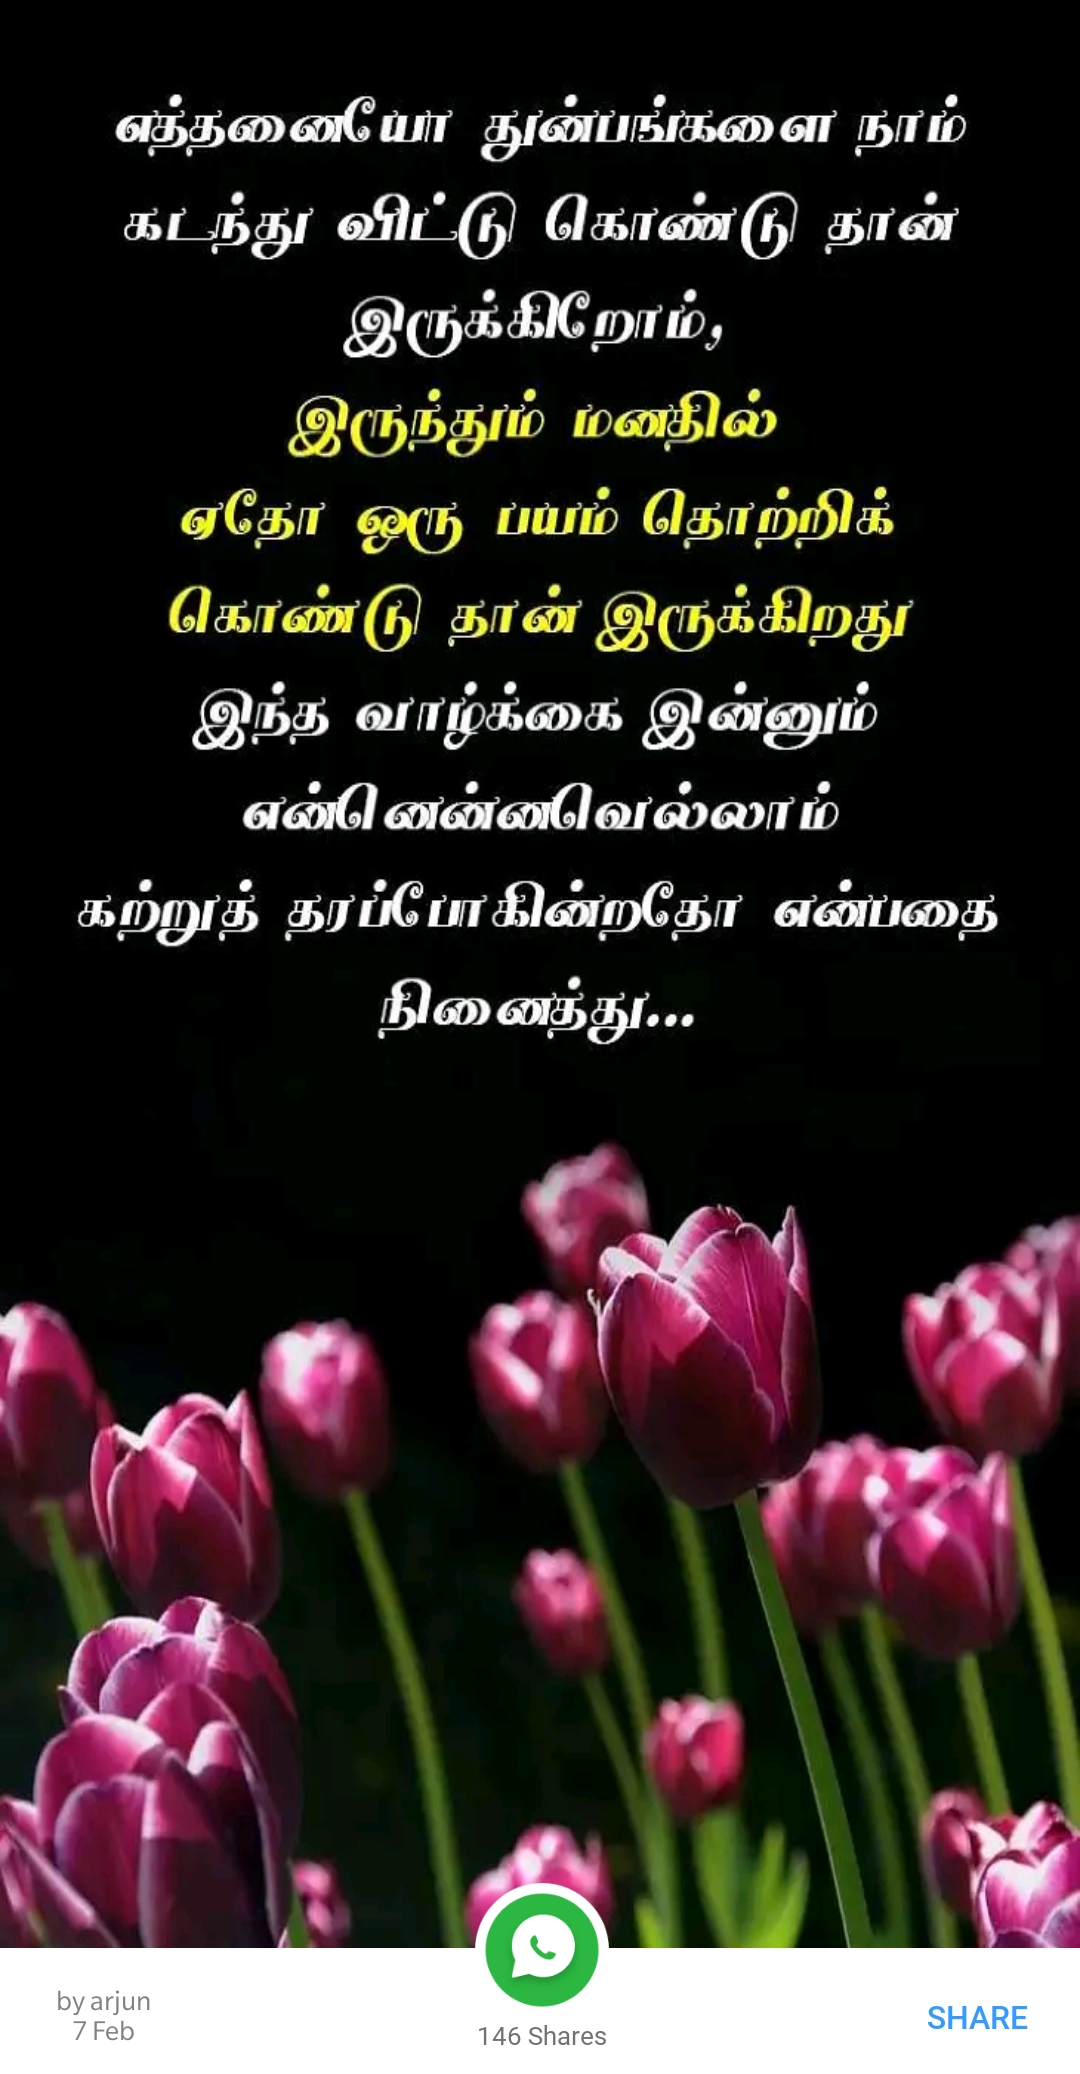 எத்தனையோ துன்பங்களை நாம்
கடந்து விட்டு கொண்டு தான்
இருக்கிறோம்,
இருந்தும் மனதில்
ஏதோ ஒரு பயம் தொற்றிக்
கொண்டு தான் இருக்கிறது
இந்த வாழ்க்கை இன்னும்
என்னென்னவெல்லாம்
கற்றுத் தரப்போகின்றதோ என்பதை
நினைத்து...
by arjun
7 Feb
146 Shares
SHARE